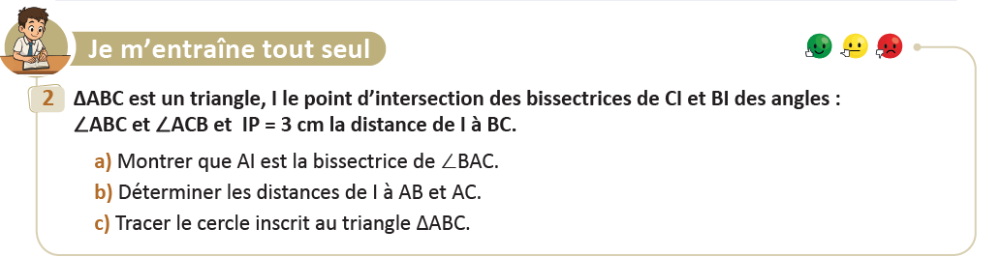 Je m’entraîne tout seul
2 ΔABC est un triangle, I le point d’intersection des bissectrices de CI et BI des angles :
∠ABC et ∠ACB et IP = 3 cm la distance de I à BC.
a) Montrer que AI est la bissectrice de ∠BAC.
b) Déterminer les distances de I à AB et AC.
c) Tracer le cercle inscrit au triangle ΔABC.